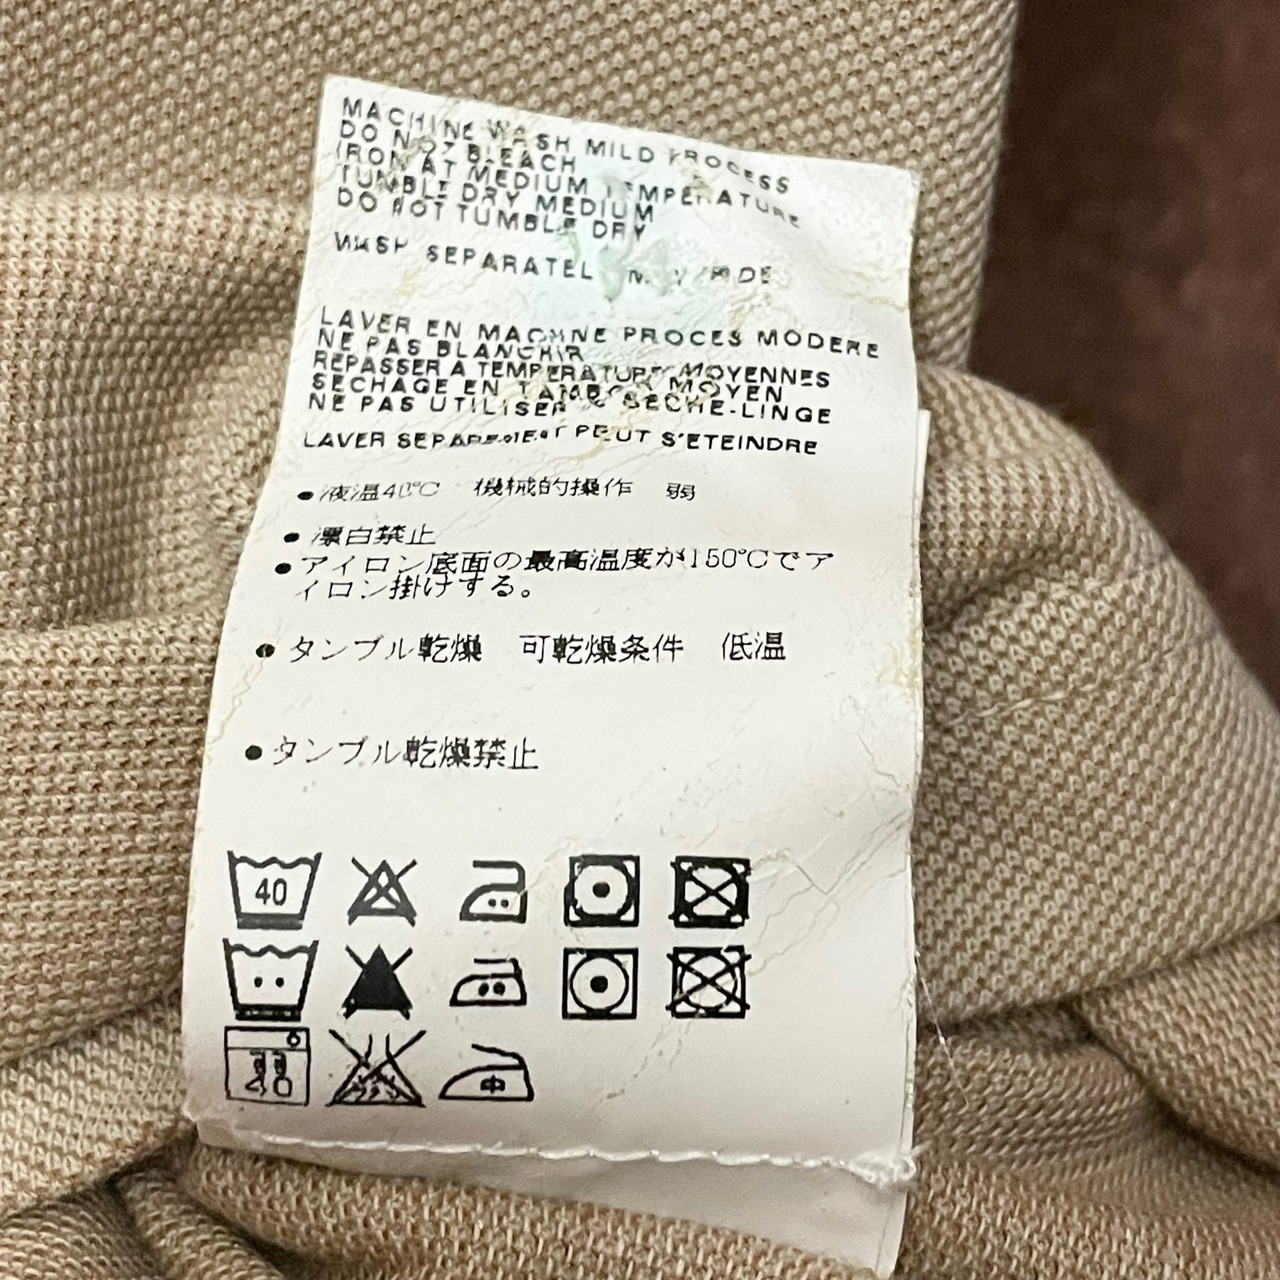 MACHINE WASH MILD PROCESS
DO NOT BLEACH
IRON AT MEDIUM TEMPERATURE
TUMBLE DRY MEDIUM
DO NOT TUMBLE DRY
WASH SEPARATEL
LAVER EN MACHINE PROCES MODERE
NE PAS BLANCHIR
REPASSER A TEMPERATURE MOYENNES
SECHAGE EN TAMBOUR MOYEN
NE PAS UTILISER SECHE-LINGE
LAVER SEPAREMENT PEUT S'ETEINDRE
● 液温40℃ 機械的操作 弱
● 漂白禁止
● アイロン底面の最高温度が150℃でア
イロン掛けする。
● タンブル乾燥 可乾燥条件 低温
● タンブル乾燥禁止
40
中